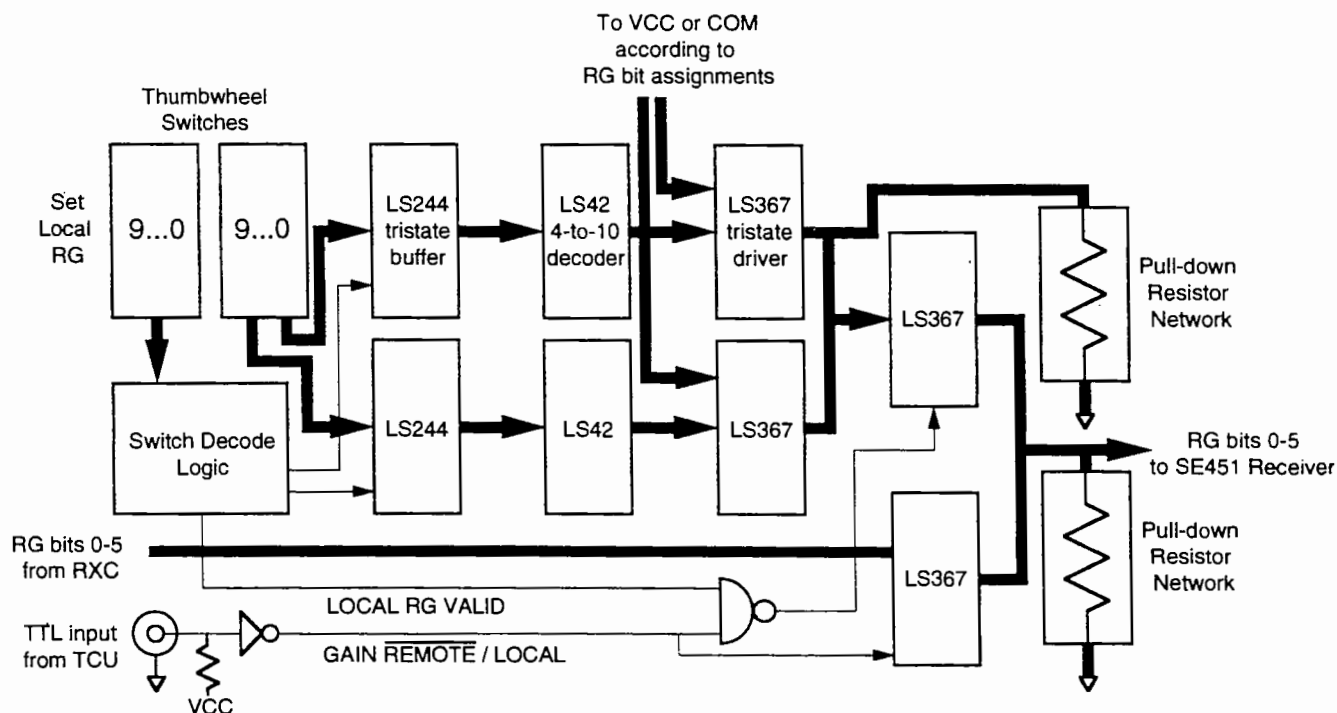 To VCC or COM
according to
RG bit assignments
Thumbwheel
Switches
Set
Local
RG
9...0
9...0
LS244
tristate
buffer
LS42
4-to-10
decoder
LS367
tristate
driver
LS367
Pull-down
Resistor
Network
Switch Decode
Logic
LS244
LS42
LS367
RG bits 0-5
to SE451 Receiver
RG bits 0-5
from RXC
LS367
Pull-down
Resistor
Network
LOCAL RG VALID
TTL input
from TCU
GAIN REMOTE / LOCAL
VCC